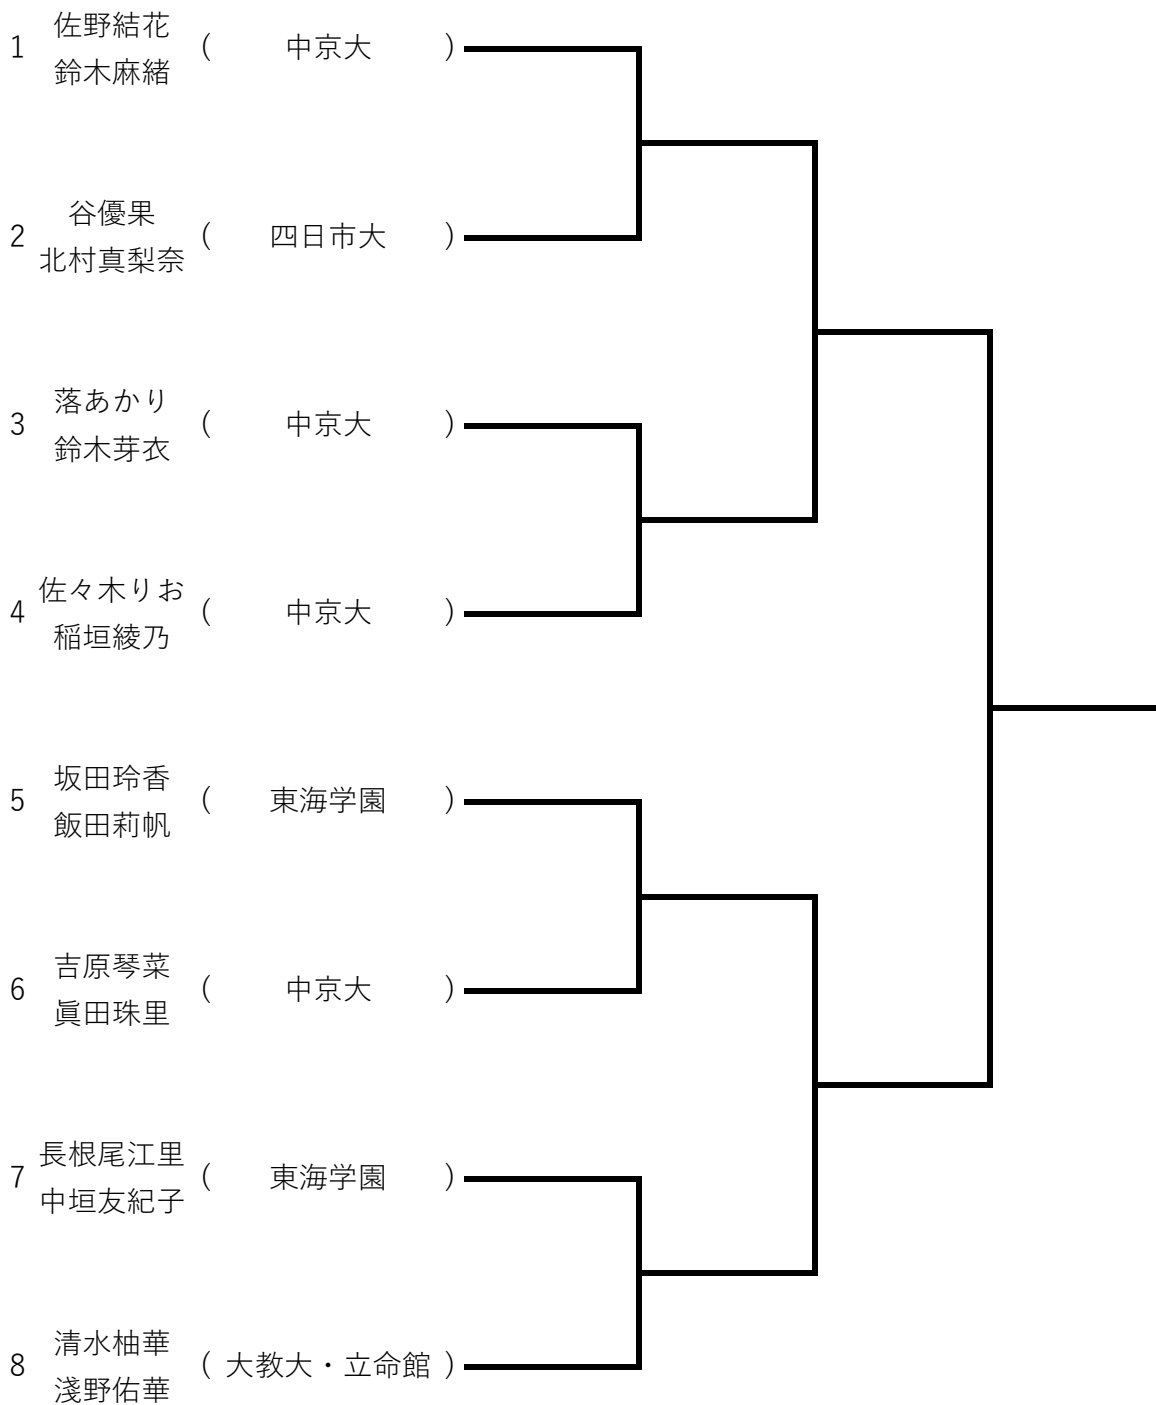 佐野結花
1 ( 中京大 )
鈴木麻緒
谷優果
2 ( 四日市大 )
北村真梨奈
落あかり
3 ( 中京大 )
鈴木芽衣
佐々木りお
4 ( 中京大 )
稲垣綾乃
坂田玲香
5 ( 東海学園 )
飯田莉帆
吉原琴菜
6 ( 中京大 )
眞田珠里
長根尾江里
7 ( 東海学園 )
中垣友紀子
清水柚華
8 ( 大教大・立命館 )
淺野佑華